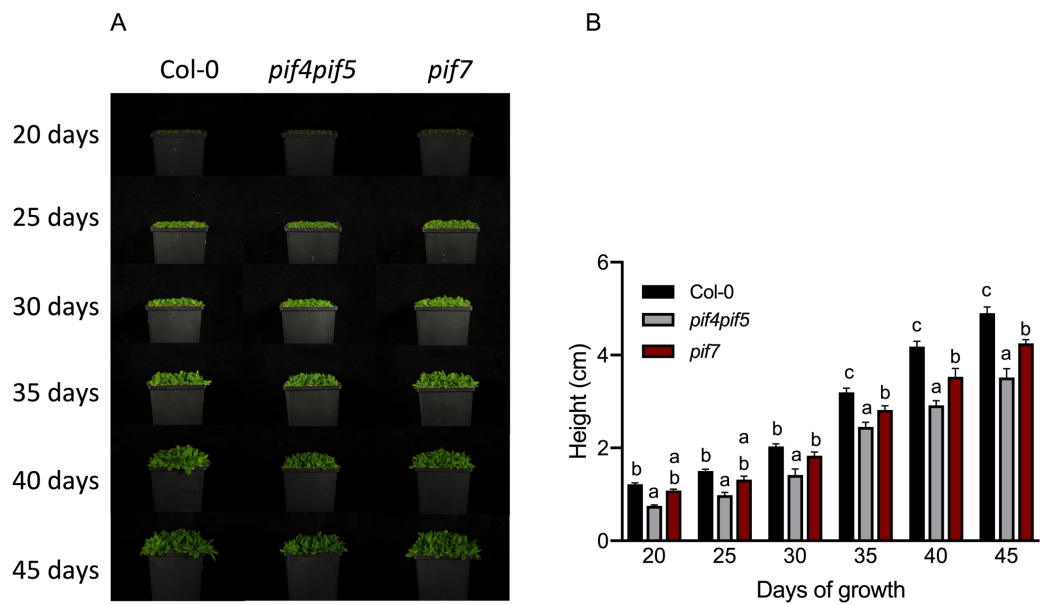 A
Col-0 pif4pif5 pif7
20 days
25 days
30 days
35 days
40 days
45 days
B
6
4
2
0
Height (cm)
Col-0
pif4pif5
pif7
b a a b
b a a b
b a b
c a b
c a b
c a b
20 25 30 35 40 45
Days of growth